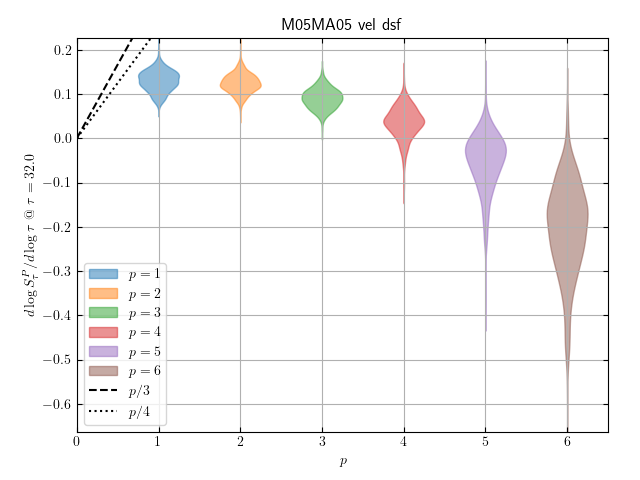 M05MA05 vel dsf
0.2
0.1
0.0
−0.1
−0.2
−0.3
−0.4
−0.5
−0.6
d log S_τ^P / d log τ @ τ = 32.0
p = 1
p = 2
p = 3
p = 4
p = 5
p = 6
p/3
p/4
0 1 2 3 4 5 6
p